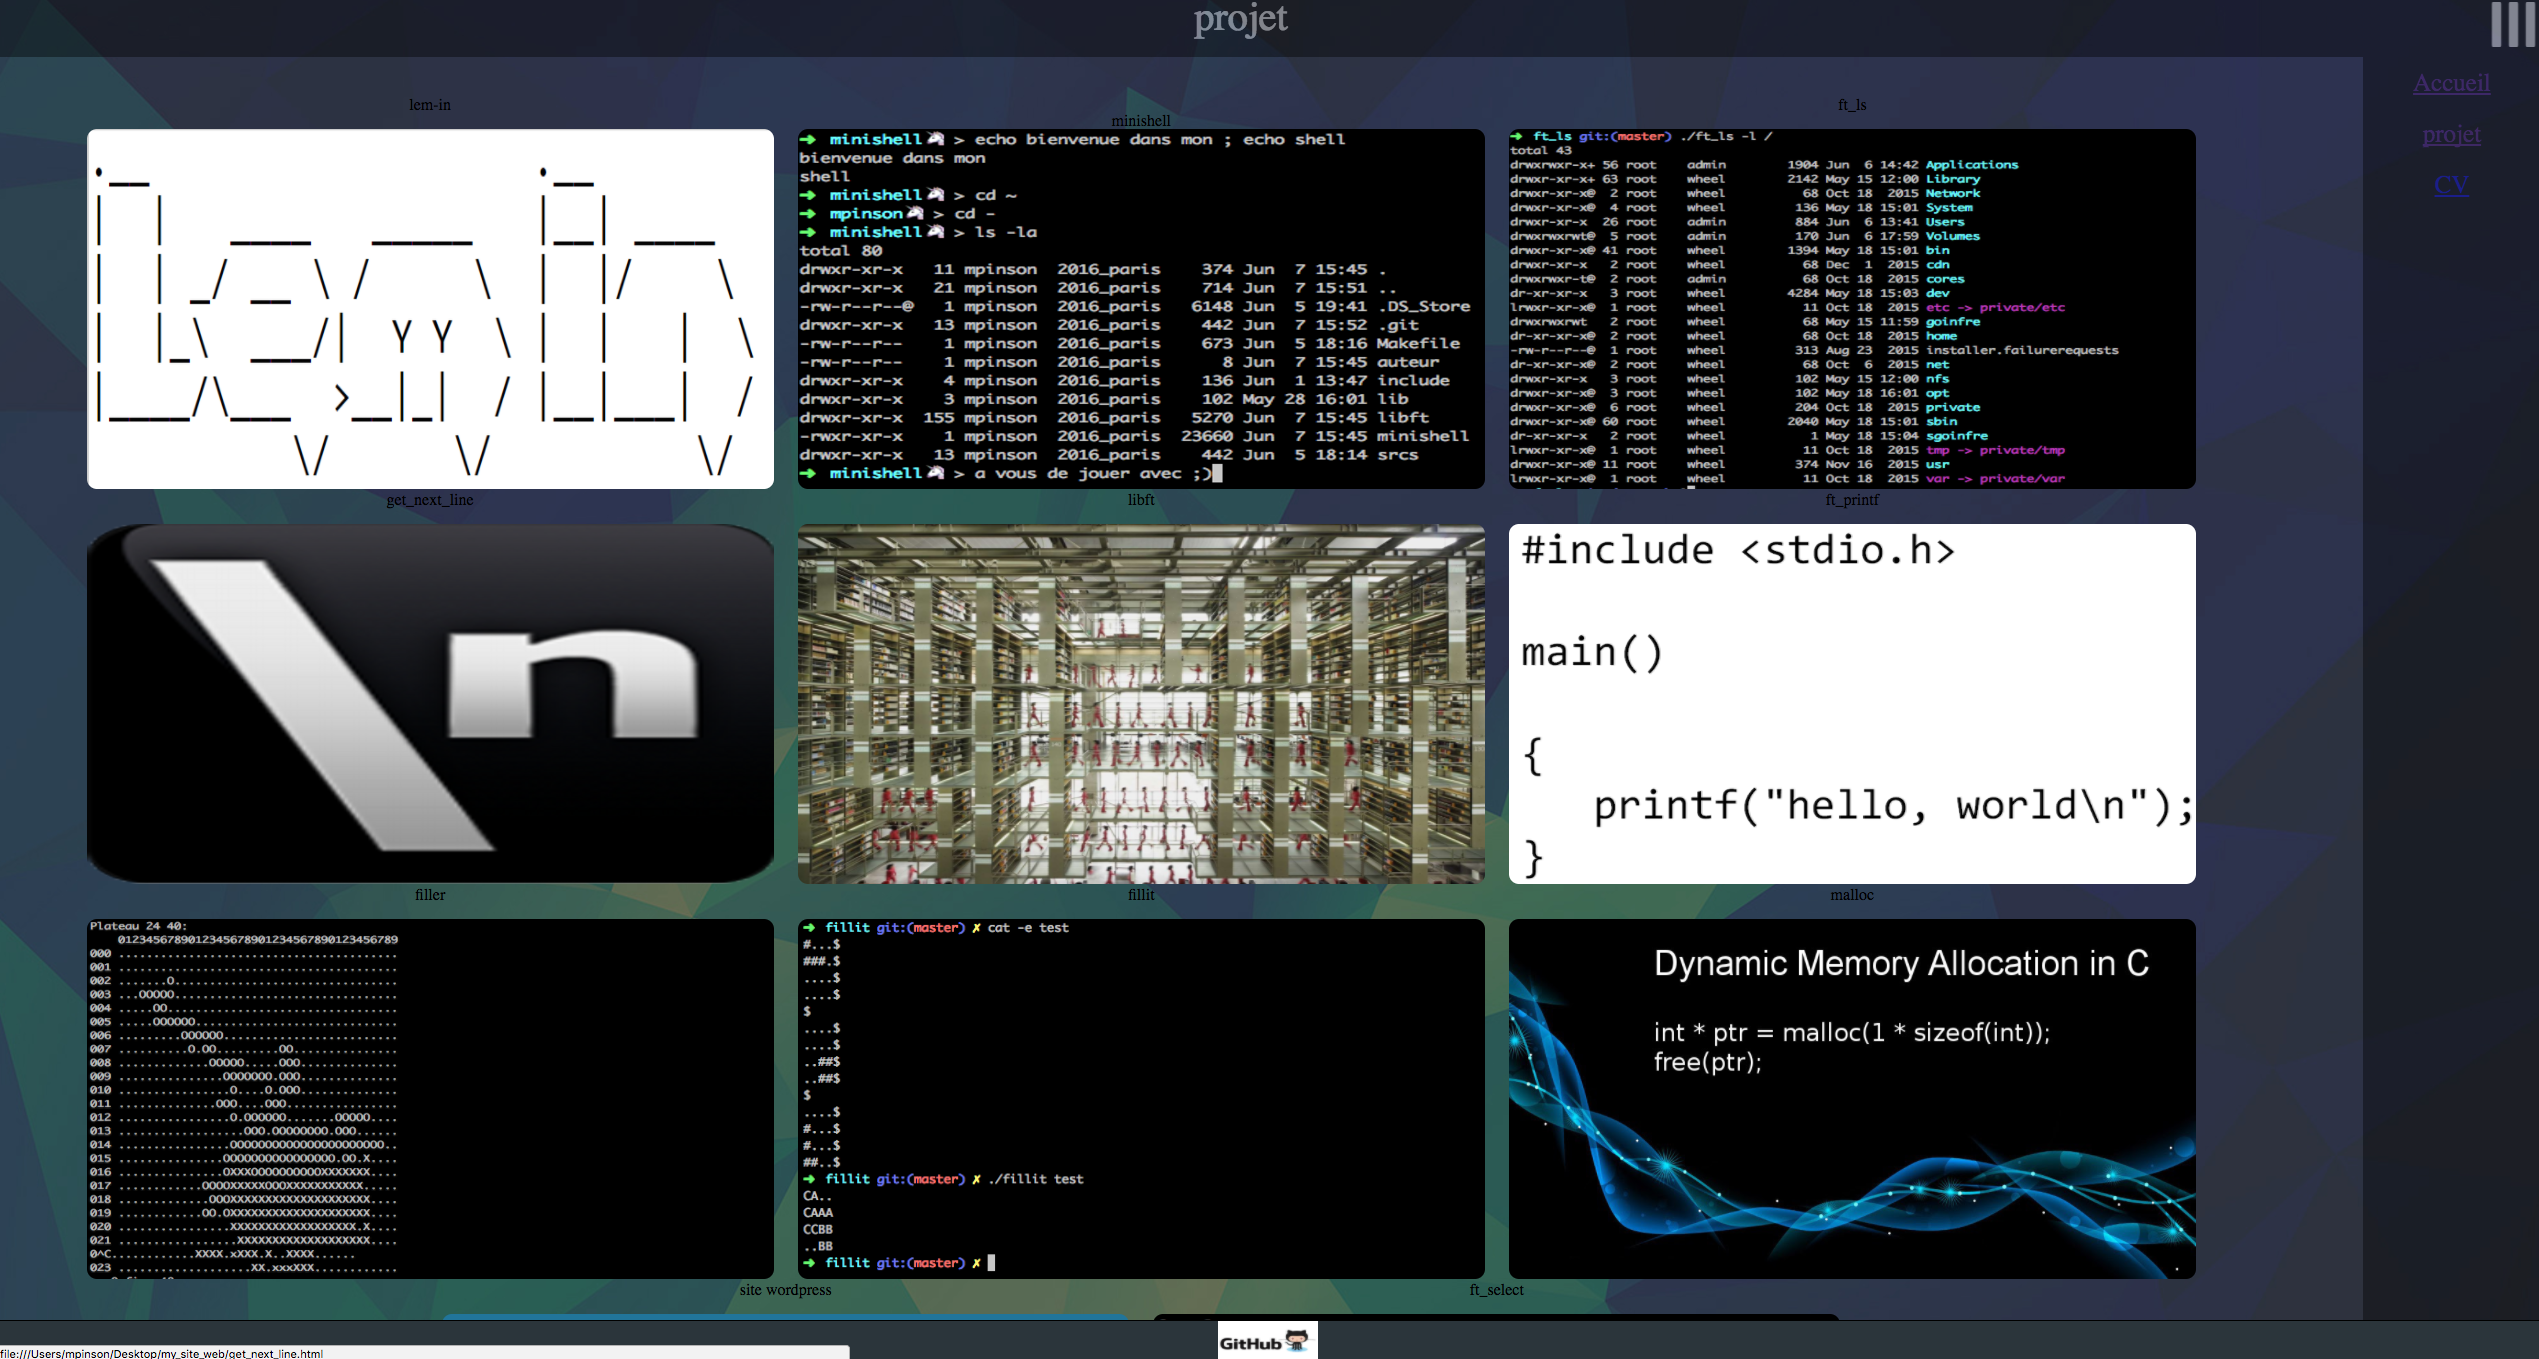 projet
Accueil
projet
CV
lem-in
minishell
ft_ls
➜ minishell🦄 > echo bienvenue dans mon ; echo shell
bienvenue dans mon
shell
➜ minishell🦄 > cd ~
➜ mpinson🦄 > cd -
➜ minishell🦄 > ls -la
total 80
drwxr-xr-x 11 mpinson 2016_paris 374 Jun 7 15:45 .
drwxr-xr-x 21 mpinson 2016_paris 714 Jun 7 15:51 ..
-rw-r--r--@ 1 mpinson 2016_paris 6148 Jun 5 19:41 .DS_Store
drwxr-xr-x 13 mpinson 2016_paris 442 Jun 7 15:52 .git
-rw-r--r-- 1 mpinson 2016_paris 673 Jun 5 18:16 Makefile
-rw-r--r-- 1 mpinson 2016_paris 8 Jun 7 15:45 auteur
drwxr-xr-x 4 mpinson 2016_paris 136 Jun 1 13:47 include
drwxr-xr-x 3 mpinson 2016_paris 102 May 28 16:01 lib
drwxr-xr-x 155 mpinson 2016_paris 5270 Jun 7 15:45 libft
-rwxr-xr-x 1 mpinson 2016_paris 23660 Jun 7 15:45 minishell
drwxr-xr-x 13 mpinson 2016_paris 442 Jun 5 18:14 srcs
➜ minishell🦄 > a vous de jouer avec ;)
➜ ft_ls git:(master) ./ft_ls -l /
total 43
drwxrwxr-x+ 56 root admin 1904 Jun 6 14:42 Applications
drwxr-xr-x+ 63 root wheel 2142 May 15 12:00 Library
drwxr-xr-x@ 2 root wheel 68 Oct 18 2015 Network
drwxr-xr-x@ 4 root wheel 136 May 18 15:01 System
drwxr-xr-x 26 root admin 884 Jun 6 13:41 Users
drwxrwxrwt@ 5 root admin 170 Jun 6 17:59 Volumes
drwxr-xr-x@ 41 root wheel 1394 May 18 15:01 bin
drwxr-xr-x 2 root wheel 68 Dec 1 2015 cdn
drwxrwxr-t@ 2 root admin 68 Oct 18 2015 cores
dr-xr-xr-x 3 root wheel 4284 May 18 15:03 dev
lrwxr-xr-x@ 1 root wheel 11 Oct 18 2015 etc -> private/etc
drwxrwxrwt 2 root wheel 68 May 15 11:59 goinfre
dr-xr-xr-x@ 2 root wheel 68 Oct 18 2015 home
-rw-r--r--@ 1 root wheel 313 Aug 23 2015 installer.failurerequests
dr-xr-xr-x@ 2 root wheel 68 Oct 6 2015 net
drwxr-xr-x 3 root wheel 102 May 15 12:00 nfs
drwxr-xr-x@ 3 root wheel 102 May 18 16:01 opt
drwxr-xr-x@ 6 root wheel 204 Oct 18 2015 private
drwxr-xr-x@ 60 root wheel 2040 May 18 15:01 sbin
dr-xr-xr-x 2 root wheel 1 May 18 15:04 sgoinfre
lrwxr-xr-x@ 1 root wheel 11 Oct 18 2015 tmp -> private/tmp
drwxr-xr-x@ 11 root wheel 374 Nov 16 2015 usr
lrwxr-xr-x@ 1 root wheel 11 Oct 18 2015 var -> private/var
get_next_line
libft
ft_printf
\n
#include <stdio.h>
main()
{
printf("hello, world\n");
}
filler
fillit
malloc
Plateau 24 40:
0123456789012345678901234567890123456789
000 ........................................
001 ........................................
002 .......O................................
003 ...OOOOO................................
004 .....OO.................................
005 .....OOOOOO.............................
006 .........OOOOOO.........................
007 ..........O.OO.........OO...............
008 .............OOOOO.....OOO..............
009 ...............OOOOOOO.OOO..............
010 ................O....O.OOO..............
011 ..............OOO....OOO................
012 ................O.OOOOOO.......OOOOO....
013 ..................OOO.OOOOOOOO.OOO......
014 ................OOOOOOOOOOOOOOOOOOOOOO..
015 ...............OOOOOOOOOOOOOOOO.OO.X....
016 ...............OXXXOOOOOOOOOOXXXXXXX....
017 ............OOOOXXXXXOOOXXXXXXXXXXX.....
018 .............OOOXXXXXXXXXXXXXXXXXXXX....
019 ............OO.OXXXXXXXXXXXXXXXXXXXX....
020 ................XXXXXXXXXXXXXXXXXX.X....
021 .................XXXXXXXXXXXXXXXXXXX....
0^C............XXXX.xXXX.X..XXXX......
023 ...................XX.xxxXXX............
➜ fillit git:(master) ✗ cat -e test
#...$
###.$
....$
....$
$
....$
....$
..##$
..##$
$
....$
#...$
#...$
##..$
➜ fillit git:(master) ✗ ./fillit test
CA..
CAAA
CCBB
..BB
➜ fillit git:(master) ✗
Dynamic Memory Allocation in C
int * ptr = malloc(1 * sizeof(int));
free(ptr);
site wordpress
ft_select
GitHub
file:///Users/mpinson/Desktop/my_site_web/get_next_line.html